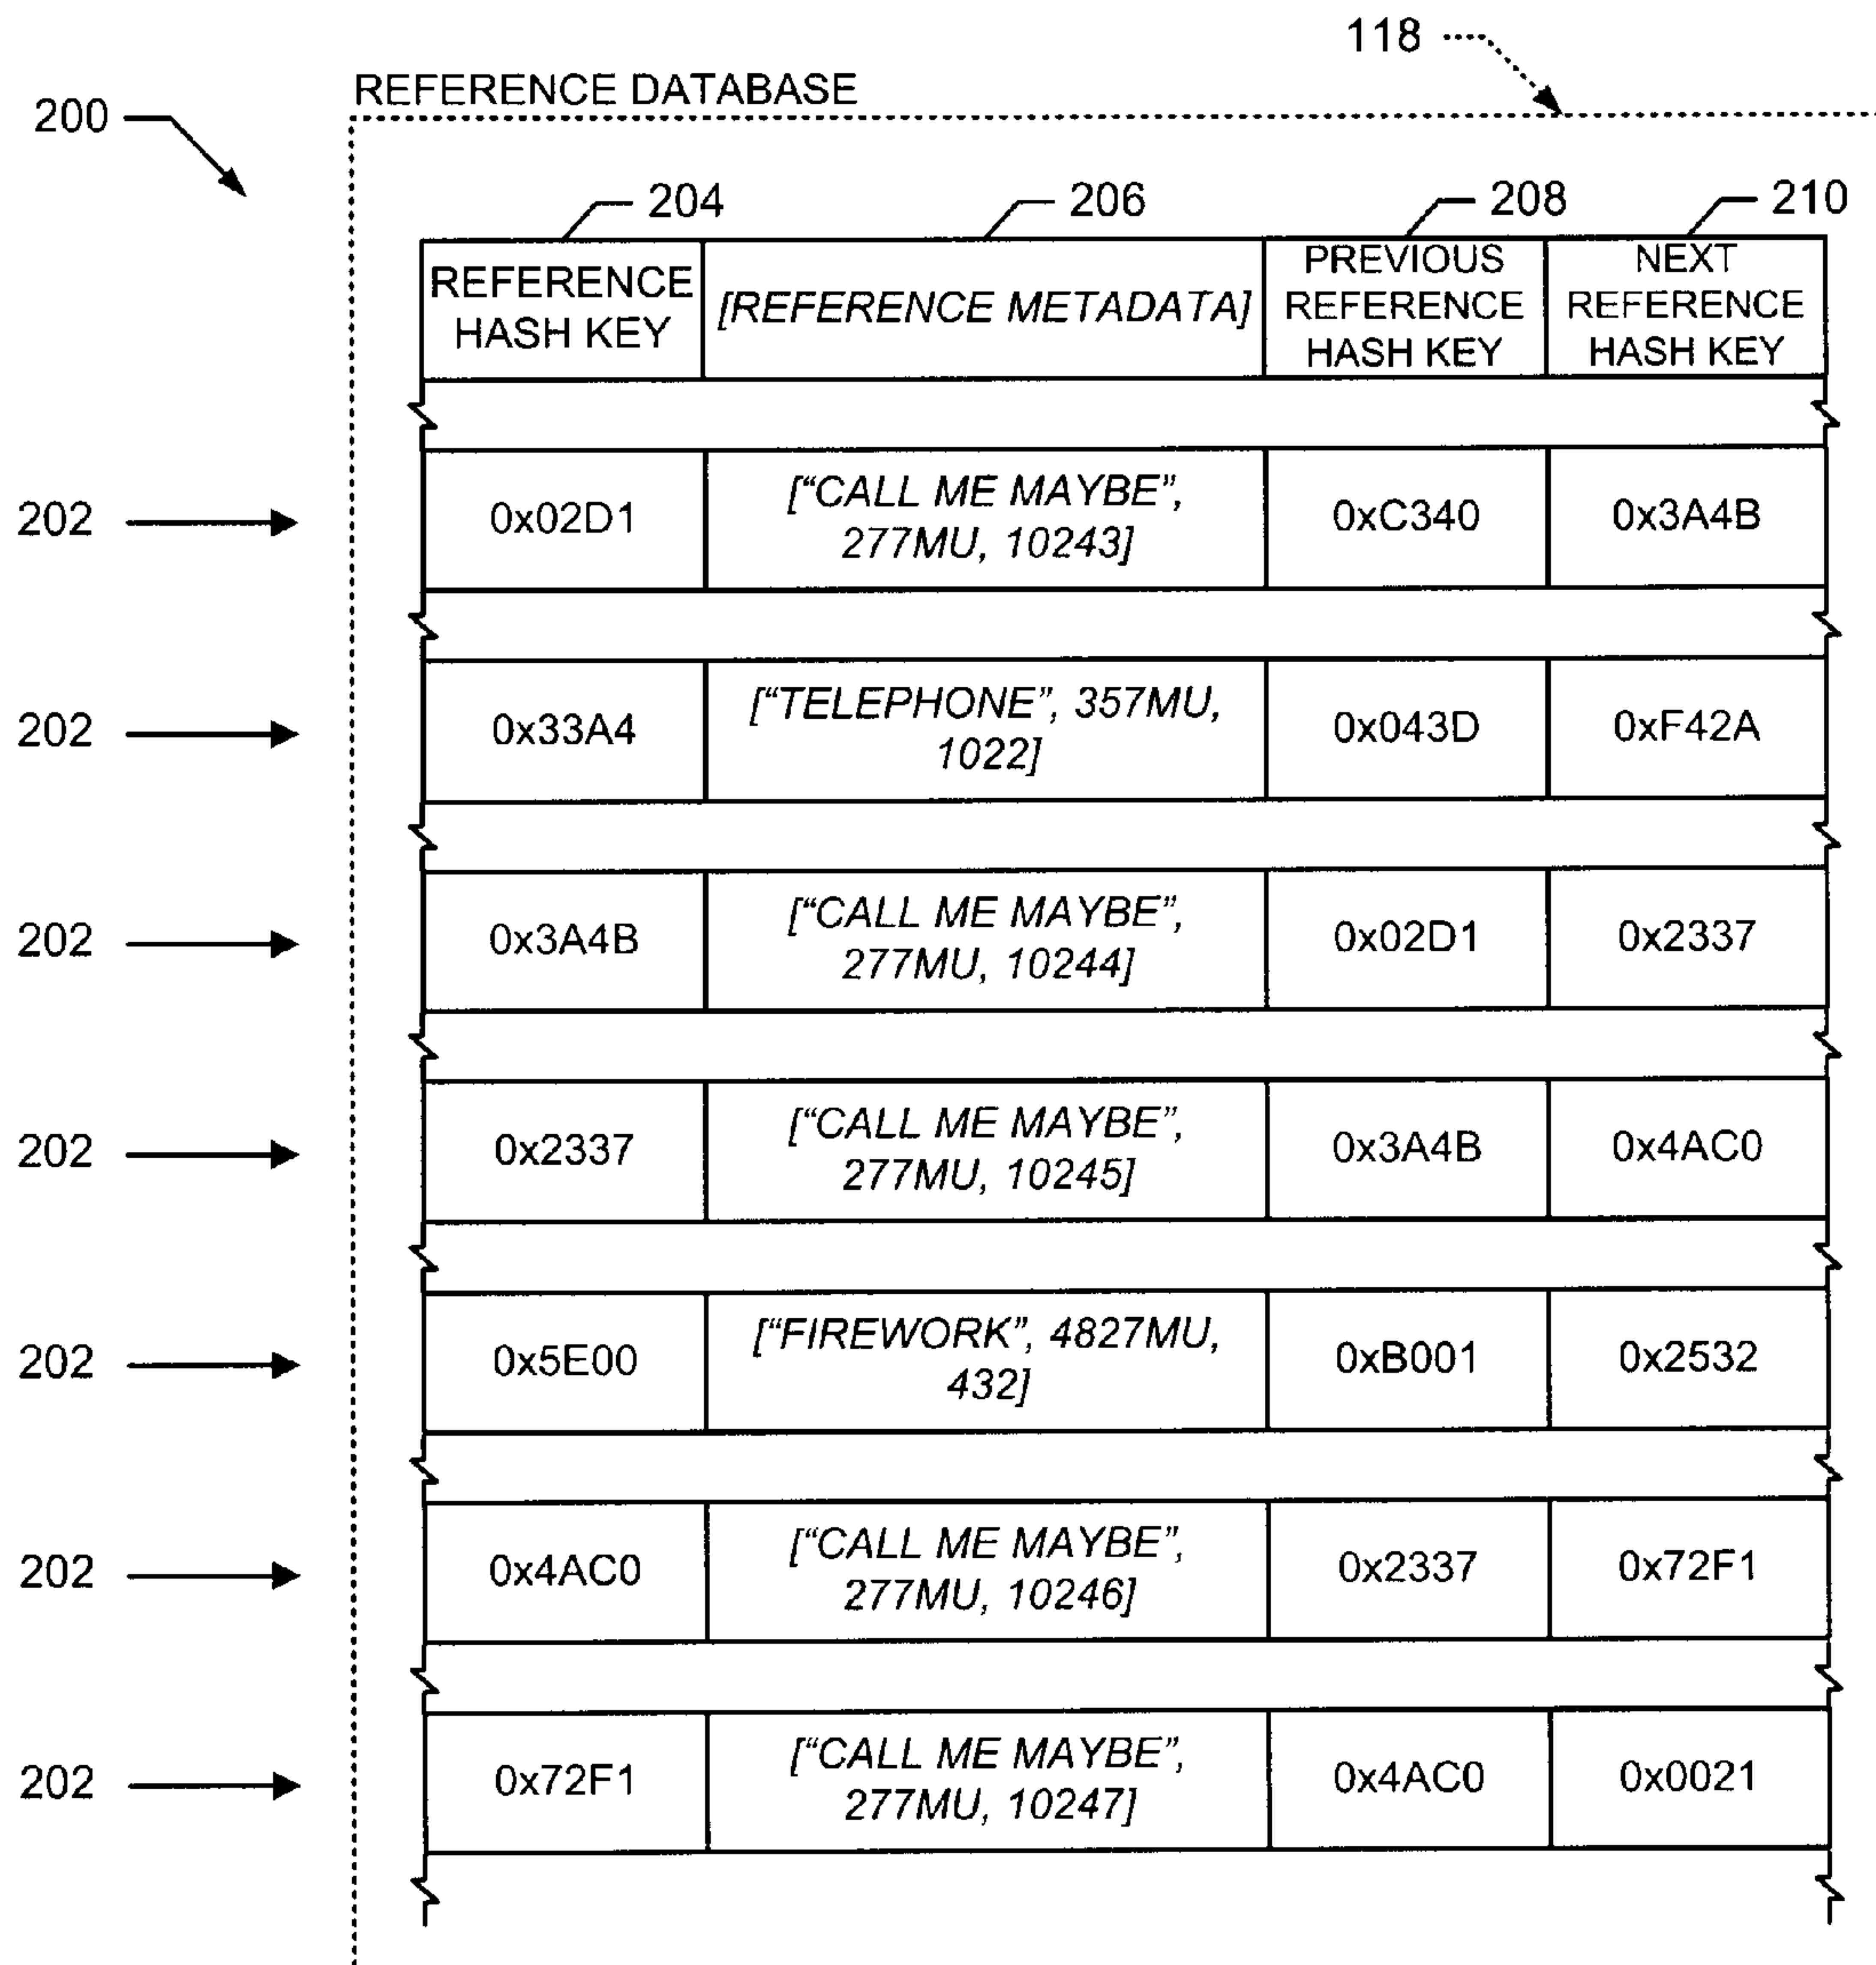 118
REFERENCE DATABASE
200
204
206
208
210
REFERENCE
HASH KEY
[REFERENCE METADATA]
PREVIOUS
REFERENCE
HASH KEY
NEXT
REFERENCE
HASH KEY
202
0x02D1
["CALL ME MAYBE",
277MU, 10243]
0xC340
0x3A4B
202
0x33A4
["TELEPHONE", 357MU,
1022]
0x043D
0xF42A
202
0x3A4B
["CALL ME MAYBE",
277MU, 10244]
0x02D1
0x2337
202
0x2337
["CALL ME MAYBE",
277MU, 10245]
0x3A4B
0x4AC0
202
0x5E00
["FIREWORK", 4827MU,
432]
0xB001
0x2532
202
0x4AC0
["CALL ME MAYBE",
277MU, 10246]
0x2337
0x72F1
202
0x72F1
["CALL ME MAYBE",
277MU, 10247]
0x4AC0
0x0021